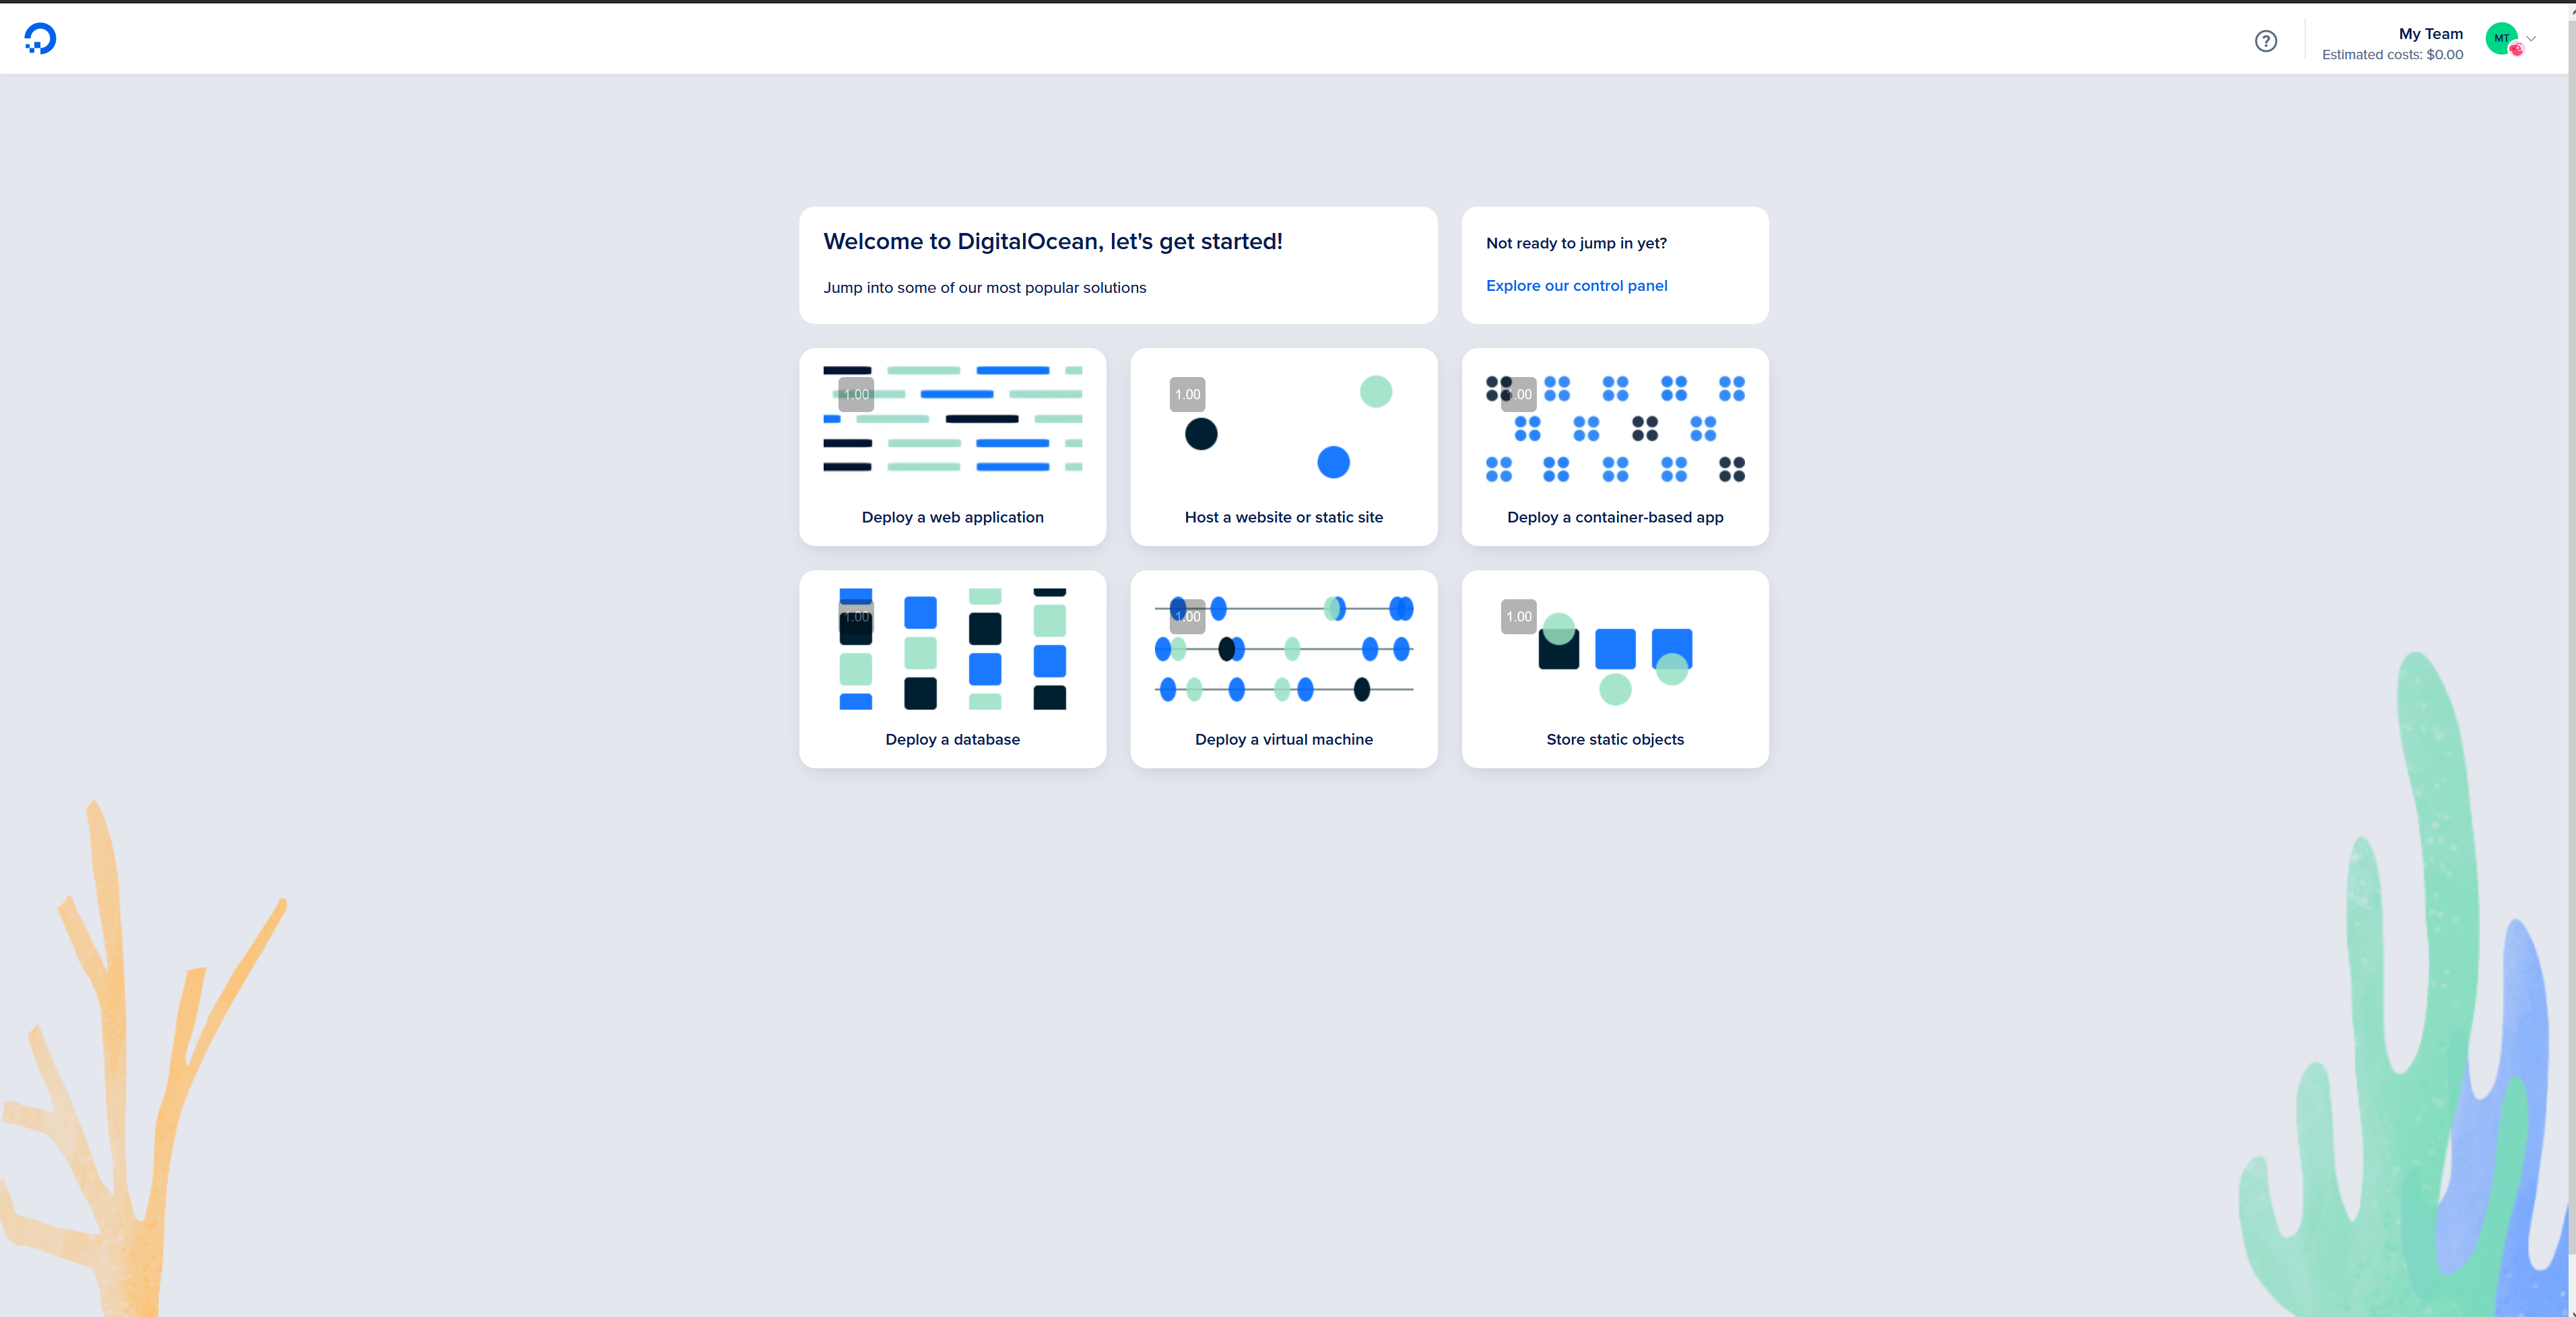 ?
My Team
Estimated costs: $0.00
MT
Welcome to DigitalOcean, let's get started!
Jump into some of our most popular solutions
Not ready to jump in yet?
Explore our control panel
1.00
Deploy a web application
1.00
Host a website or static site
1.00
Deploy a container-based app
1.00
Deploy a database
1.00
Deploy a virtual machine
1.00
Store static objects